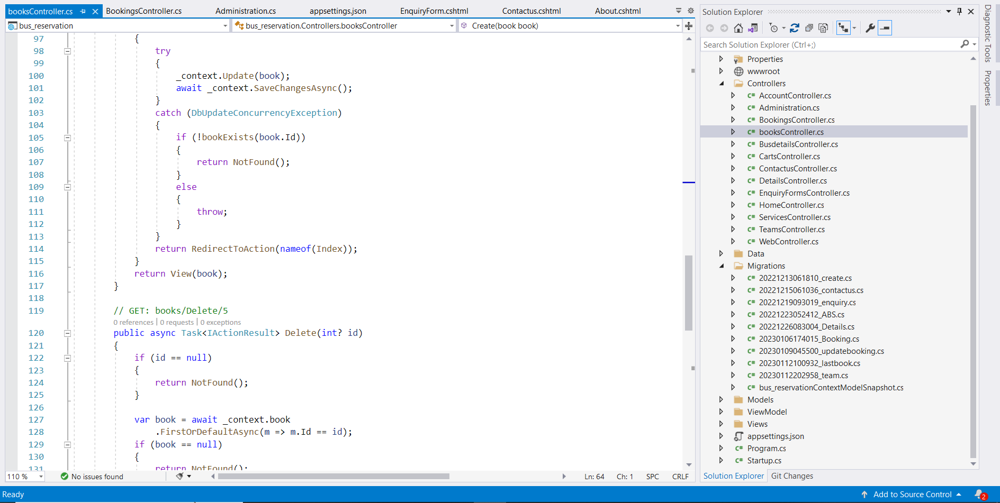 booksController.cs
BookingsController.cs
Administration.cs
appsettings.json
EnquiryForm.cshtml
Contactus.cshtml
About.cshtml
bus_reservation
bus_reservation.Controllers.booksController
Create(book book)
97 {
98 try
99 {
100 _context.Update(book);
101 await _context.SaveChangesAsync();
102 }
103 catch (DbUpdateConcurrencyException)
104 {
105 if (!bookExists(book.Id))
106 {
107 return NotFound();
108 }
109 else
110 {
111 throw;
112 }
113 }
114 return RedirectToAction(nameof(Index));
115 }
116 return View(book);
117 }
118
119 // GET: books/Delete/5
0 references | 0 requests | 0 exceptions
120 public async Task<IActionResult> Delete(int? id)
121 {
122 if (id == null)
123 {
124 return NotFound();
125 }
126
127 var book = await _context.book
128 .FirstOrDefaultAsync(m => m.Id == id);
129 if (book == null)
130 {
131 return NotFound();
110 %
No issues found
Ln: 64
Ch: 1
SPC
CRLF
Solution Explorer
Search Solution Explorer (Ctrl+;)
Properties
wwwroot
Controllers
C# AccountController.cs
C# Administration.cs
C# BookingsController.cs
C# booksController.cs
C# BusdetailsController.cs
C# CartsController.cs
C# ContactusController.cs
C# DetailsController.cs
C# EnquiryFormsController.cs
C# HomeController.cs
C# ServicesController.cs
C# TeamsController.cs
C# WebController.cs
Data
Migrations
C# 20221213061810_create.cs
C# 20221215061036_contactus.cs
C# 20221219093019_enquiry.cs
C# 20221223052412_ABS.cs
C# 20221226083004_Details.cs
C# 20230106174015_Booking.cs
C# 20230109045500_updatebooking.cs
C# 20230112100932_lastbook.cs
C# 20230112202958_team.cs
C# bus_reservationContextModelSnapshot.cs
Models
ViewModel
Views
appsettings.json
C# Program.cs
C# Startup.cs
Solution Explorer
Git Changes
Diagnostic Tools
Properties
Ready
Add to Source Control
2